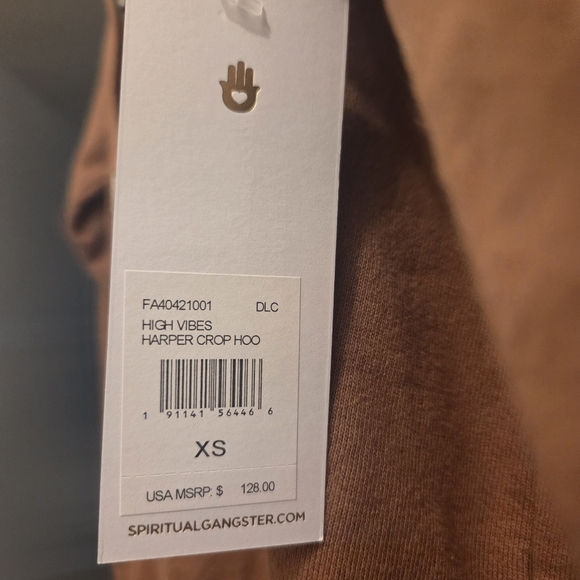 FA40421001 DLC
HIGH VIBES
HARPER CROP HOO
1 91141 56446 6
XS
USA MSRP: $ 128.00
SPIRITUALGANGSTER.COM